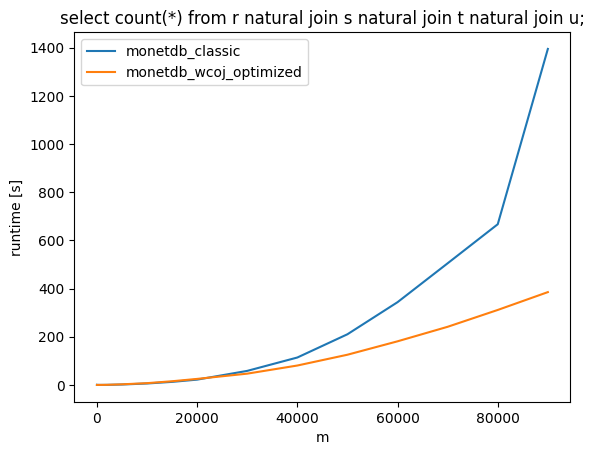 select count(*) from r natural join s natural join t natural join u;
monetdb_classic
monetdb_wcoj_optimized
1400
1200
1000
800
600
400
200
0
runtime [s]
0 20000 40000 60000 80000
m